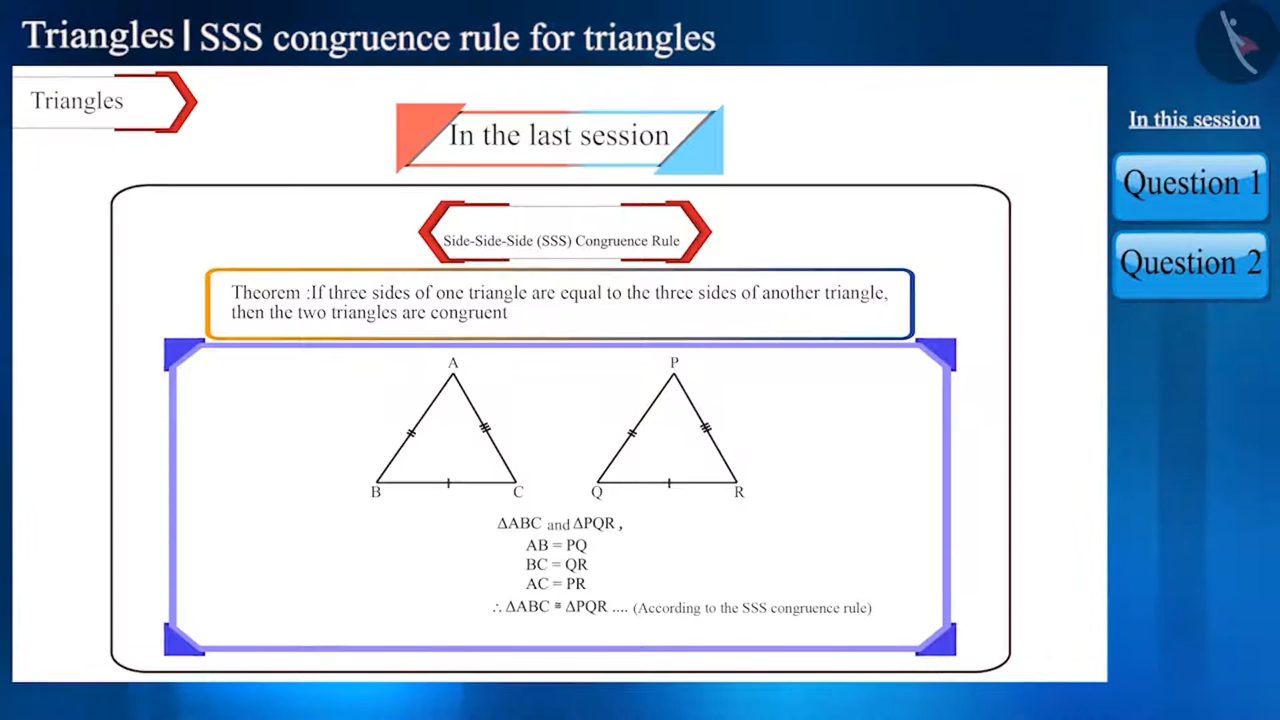 Triangles | SSS congruence rule for triangles
Triangles
In the last session
In this session
Question 1
Question 2
Side-Side-Side (SSS) Congruence Rule
Theorem :If three sides of one triangle are equal to the three sides of another triangle,
then the two triangles are congruent
A
P
B
C
Q
R
ΔABC and ΔPQR ,
AB = PQ
BC = QR
AC = PR
∴ ΔABC ≅ ΔPQR .... (According to the SSS congruence rule)